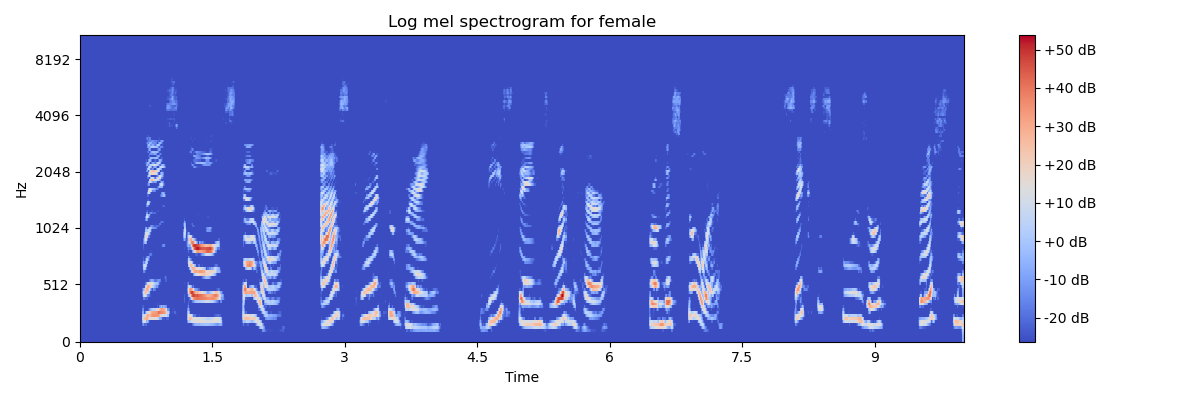 Log mel spectrogram for female
Hz
8192
4096
2048
1024
512
0
0 1.5 3 4.5 6 7.5 9
Time
+50 dB
+40 dB
+30 dB
+20 dB
+10 dB
+0 dB
-10 dB
-20 dB